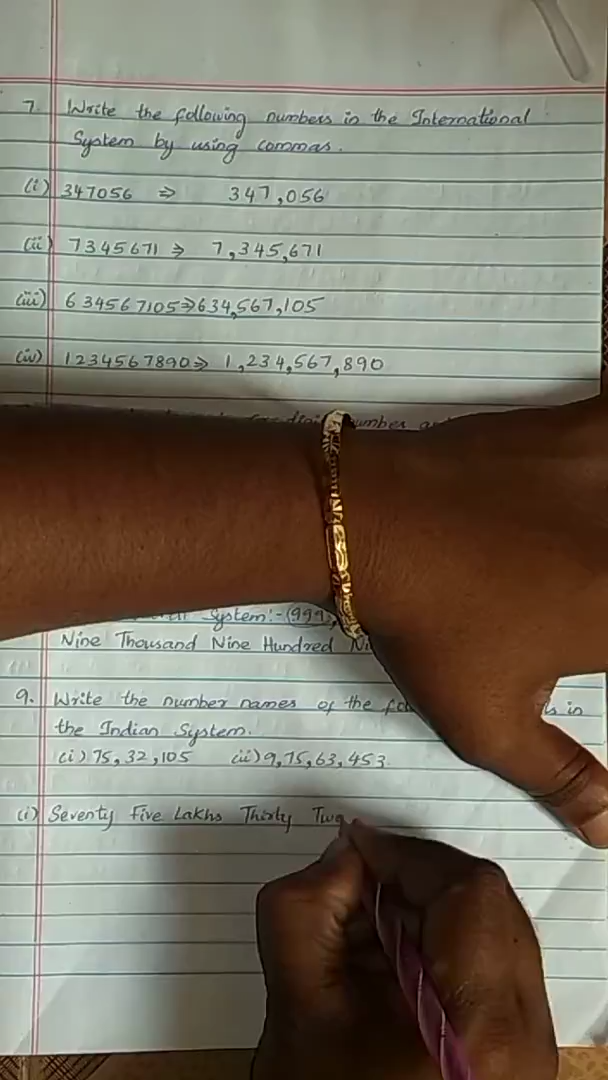 7. Write the following numbers in the International
System by using commas.
(i) 347056 ⇒ 347,056
(ii) 7345671 ⇒ 7,345,671
(iii) 634567105⇒634,567,105
(iv) 1234567890⇒ 1,234,567,890
number
System:- (999,
Nine Thousand Nine Hundred
9. Write the number names of the in
the Indian System.
(i) 75,32,105 (ii) 9,75,63,453
(i) Seventy Five Lakhs Thirty Two